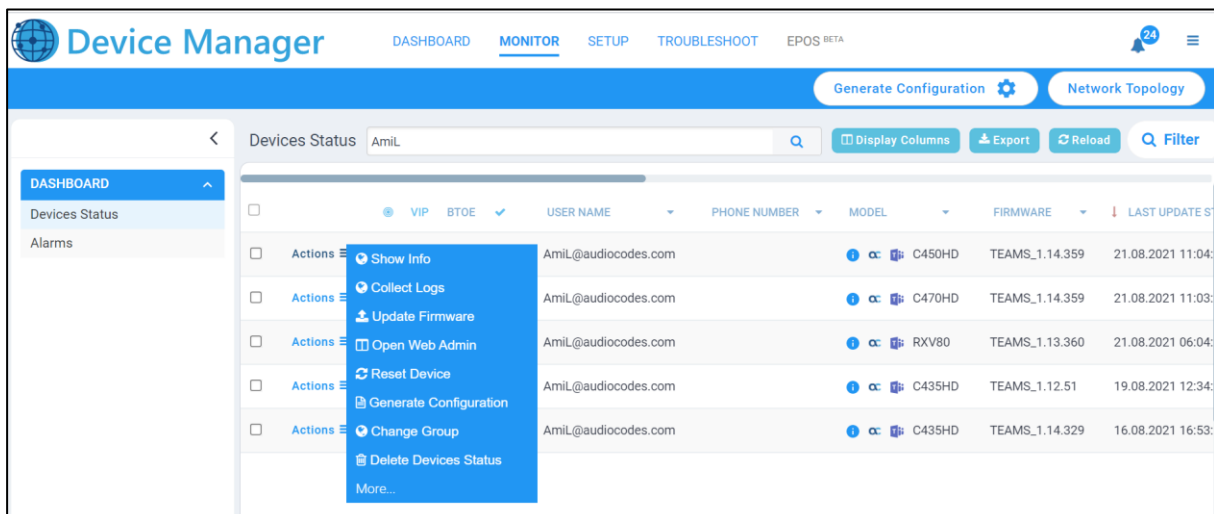 Device Manager DASHBOARD MONITOR SETUP TROUBLESHOOT EPOS BETA 24
Generate Configuration Network Topology
Devices Status AmiL Display Columns Export Reload Filter
DASHBOARD
Devices Status
Alarms
VIP BTOE USER NAME PHONE NUMBER MODEL FIRMWARE LAST UPDATE ST
Actions AmiL@audiocodes.com C450HD TEAMS_1.14.359 21.08.2021 11:04:
Actions AmiL@audiocodes.com C470HD TEAMS_1.14.359 21.08.2021 11:03:
Actions AmiL@audiocodes.com RXV80 TEAMS_1.13.360 21.08.2021 06:04:
Actions AmiL@audiocodes.com C435HD TEAMS_1.12.51 19.08.2021 12:34:
Actions AmiL@audiocodes.com C435HD TEAMS_1.14.329 16.08.2021 16:53:
Show Info
Collect Logs
Update Firmware
Open Web Admin
Reset Device
Generate Configuration
Change Group
Delete Devices Status
More...